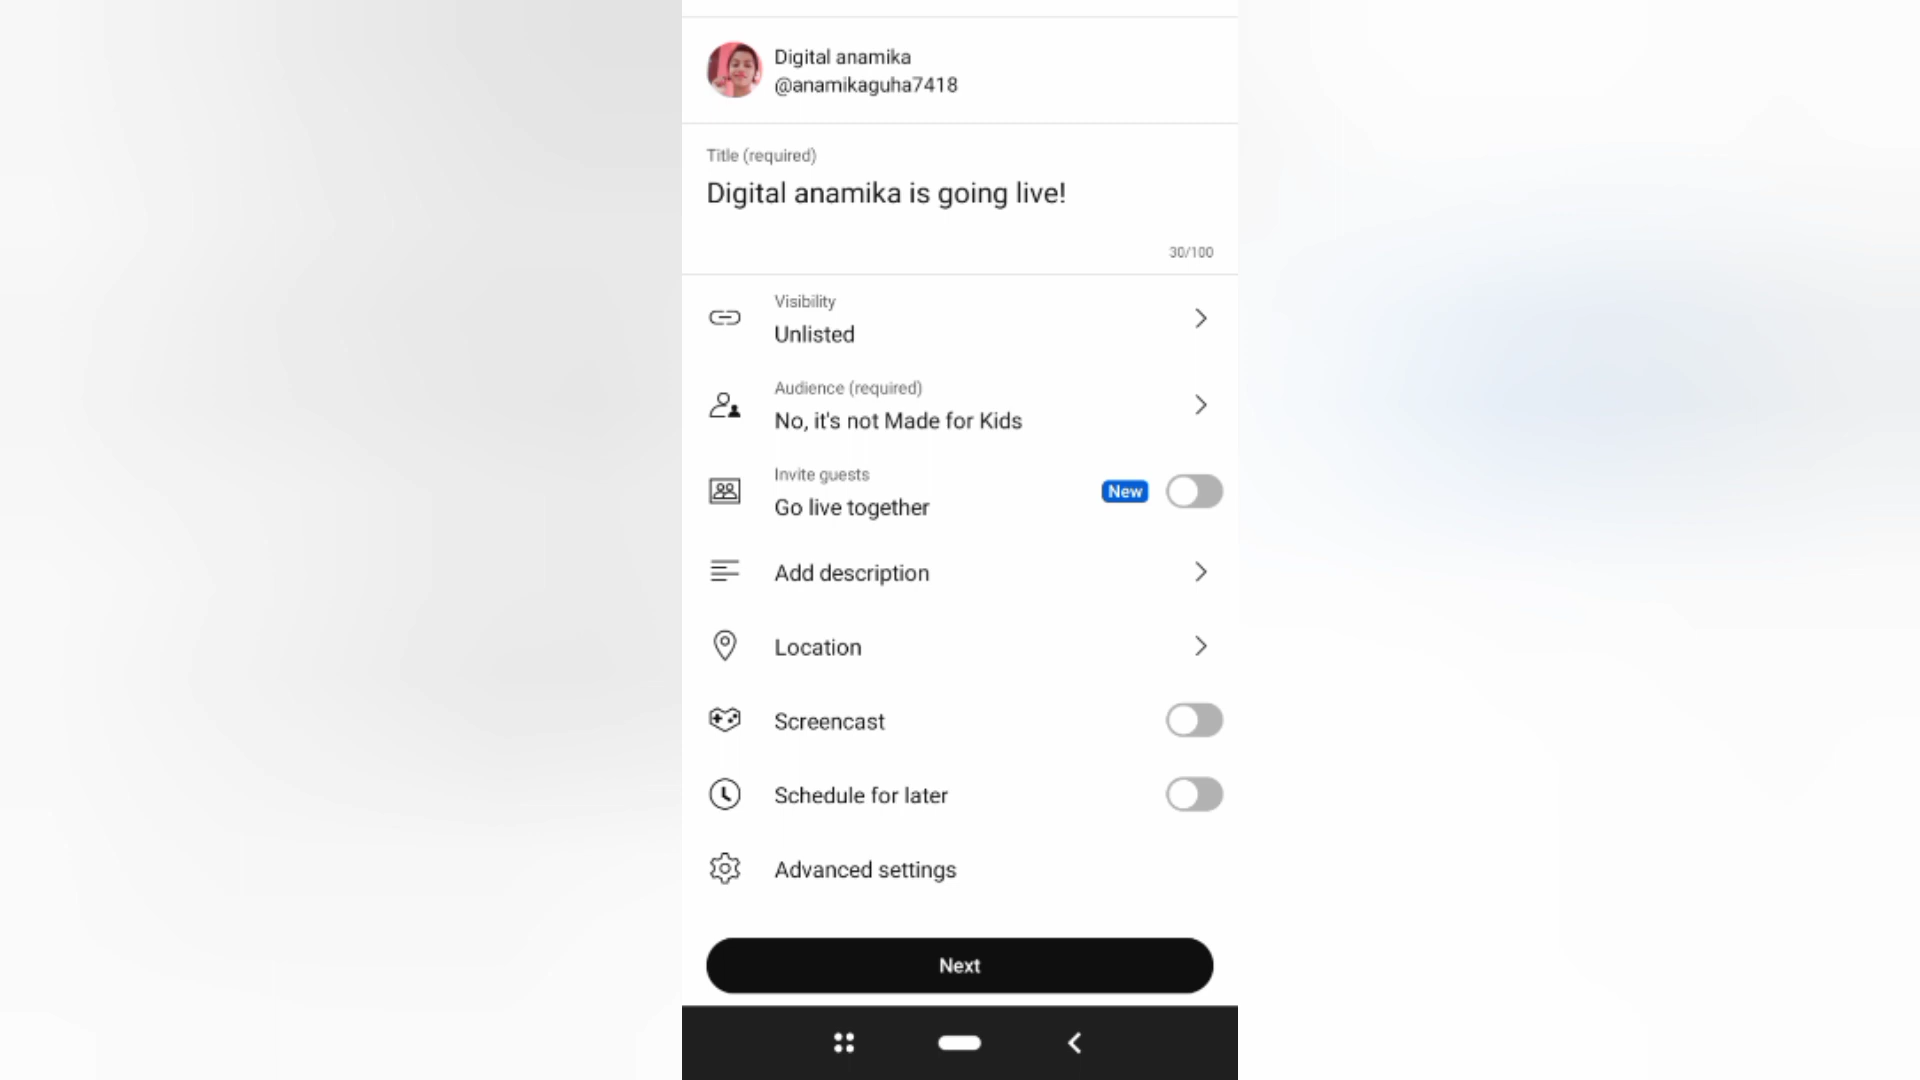 Digital anamika
@anamikaguha7418
Title (required)
Digital anamika is going live!
30/100
Visibility
Unlisted
Audience (required)
No, it's not Made for Kids
Invite guests
Go live together
New
Add description
Location
Screencast
Schedule for later
Advanced settings
Next